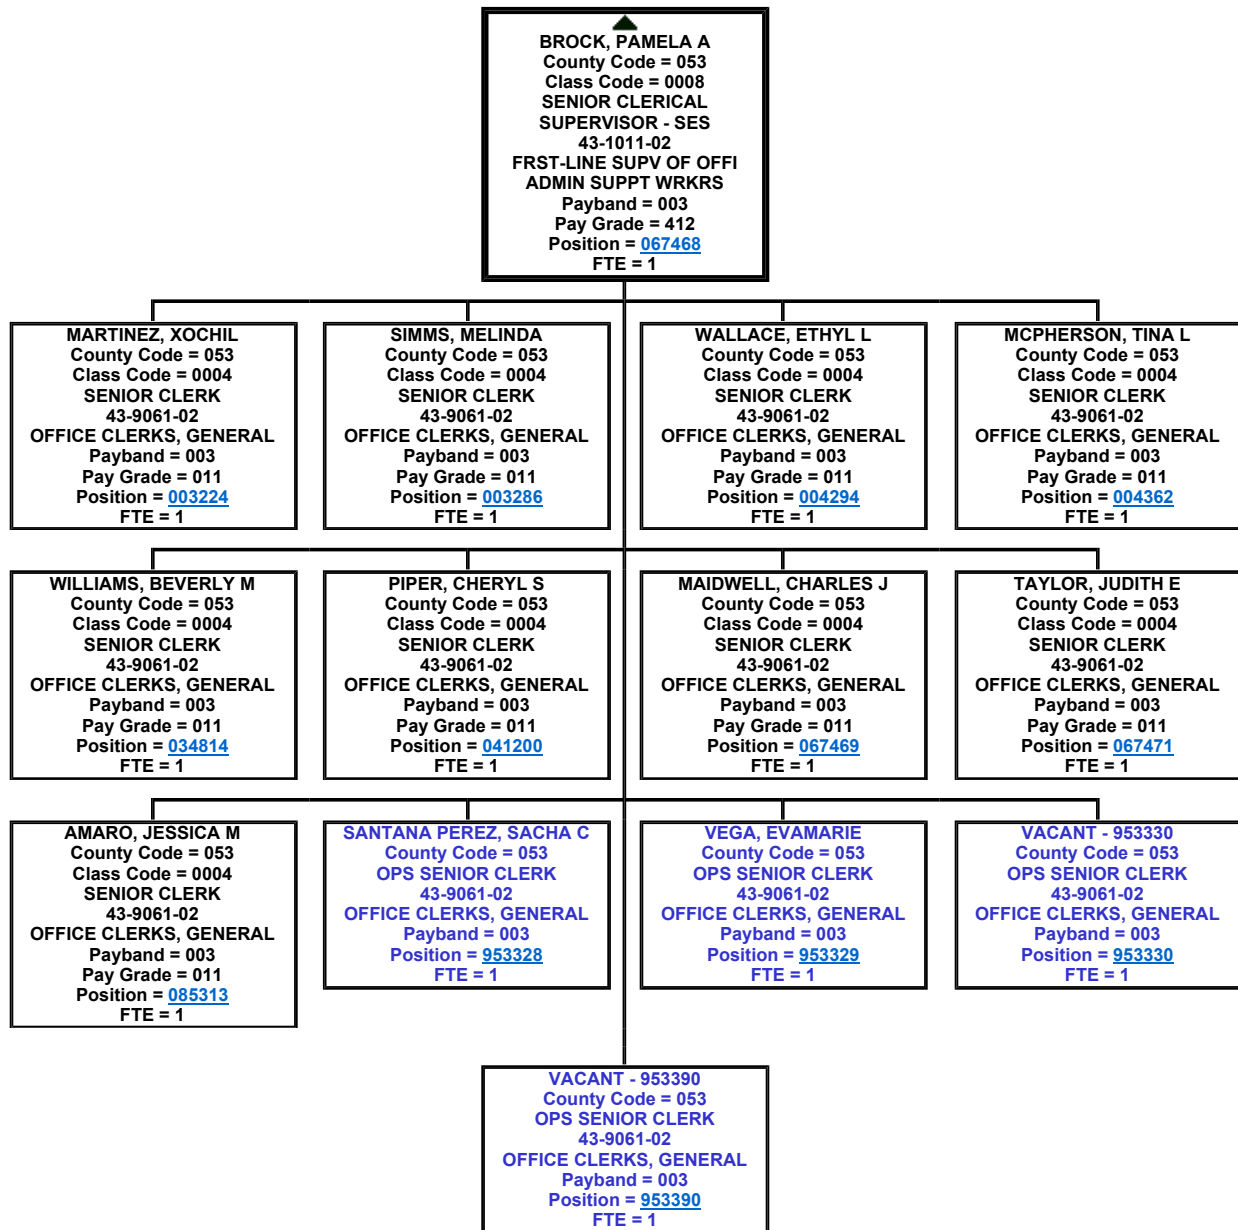 BROCK, PAMELA A
County Code = 053
Class Code = 0008
SENIOR CLERICAL
SUPERVISOR - SES
43-1011-02
FRST-LINE SUPV OF OFFI
ADMIN SUPPT WRKRS
Payband = 003
Pay Grade = 412
Position = 067468
FTE = 1
MARTINEZ, XOCHIL
County Code = 053
Class Code = 0004
SENIOR CLERK
43-9061-02
OFFICE CLERKS, GENERAL
Payband = 003
Pay Grade = 011
Position = 003224
FTE = 1
SIMMS, MELINDA
County Code = 053
Class Code = 0004
SENIOR CLERK
43-9061-02
OFFICE CLERKS, GENERAL
Payband = 003
Pay Grade = 011
Position = 003286
FTE = 1
WALLACE, ETHYL L
County Code = 053
Class Code = 0004
SENIOR CLERK
43-9061-02
OFFICE CLERKS, GENERAL
Payband = 003
Pay Grade = 011
Position = 004294
FTE = 1
MCPHERSON, TINA L
County Code = 053
Class Code = 0004
SENIOR CLERK
43-9061-02
OFFICE CLERKS, GENERAL
Payband = 003
Pay Grade = 011
Position = 004362
FTE = 1
WILLIAMS, BEVERLY M
County Code = 053
Class Code = 0004
SENIOR CLERK
43-9061-02
OFFICE CLERKS, GENERAL
Payband = 003
Pay Grade = 011
Position = 034814
FTE = 1
PIPER, CHERYL S
County Code = 053
Class Code = 0004
SENIOR CLERK
43-9061-02
OFFICE CLERKS, GENERAL
Payband = 003
Pay Grade = 011
Position = 041200
FTE = 1
MAIDWELL, CHARLES J
County Code = 053
Class Code = 0004
SENIOR CLERK
43-9061-02
OFFICE CLERKS, GENERAL
Payband = 003
Pay Grade = 011
Position = 067469
FTE = 1
TAYLOR, JUDITH E
County Code = 053
Class Code = 0004
SENIOR CLERK
43-9061-02
OFFICE CLERKS, GENERAL
Payband = 003
Pay Grade = 011
Position = 067471
FTE = 1
AMARO, JESSICA M
County Code = 053
Class Code = 0004
SENIOR CLERK
43-9061-02
OFFICE CLERKS, GENERAL
Payband = 003
Pay Grade = 011
Position = 085313
FTE = 1
SANTANA PEREZ, SACHA C
County Code = 053
OPS SENIOR CLERK
43-9061-02
OFFICE CLERKS, GENERAL
Payband = 003
Position = 953328
FTE = 1
VEGA, EVAMARIE
County Code = 053
OPS SENIOR CLERK
43-9061-02
OFFICE CLERKS, GENERAL
Payband = 003
Position = 953329
FTE = 1
VACANT - 953330
County Code = 053
OPS SENIOR CLERK
43-9061-02
OFFICE CLERKS, GENERAL
Payband = 003
Position = 953330
FTE = 1
VACANT - 953390
County Code = 053
OPS SENIOR CLERK
43-9061-02
OFFICE CLERKS, GENERAL
Payband = 003
Position = 953390
FTE = 1